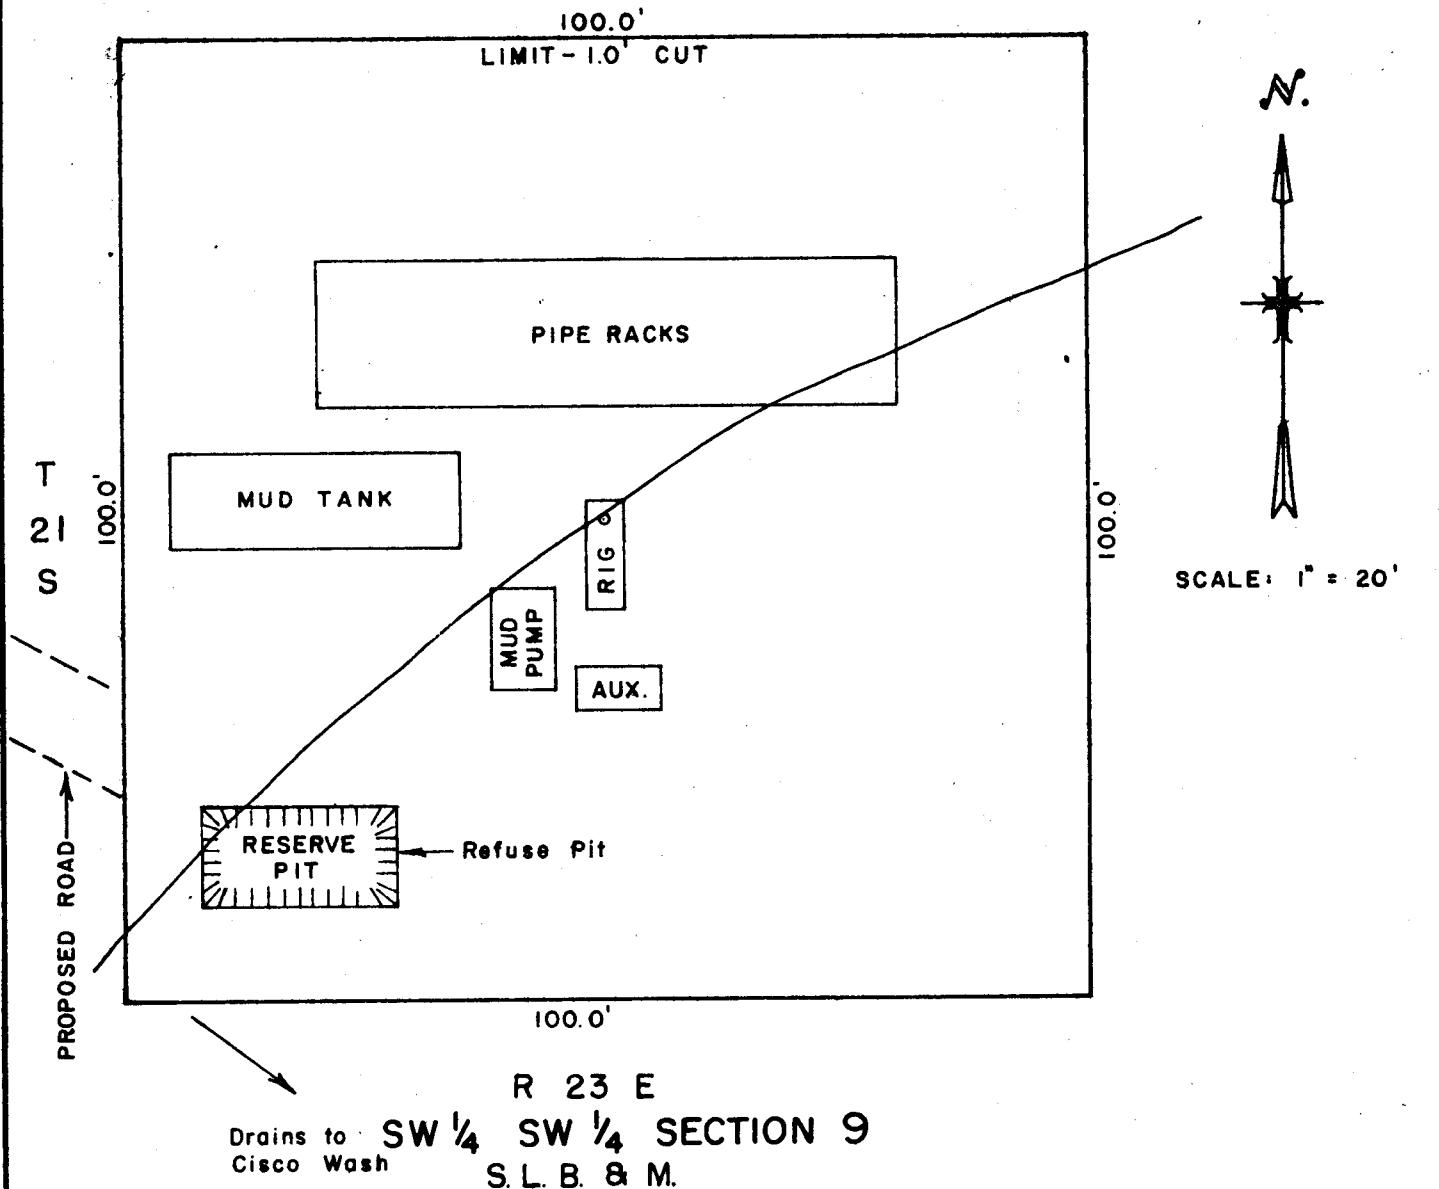 100.0'
LIMIT - 1.0' CUT
N.
PIPE RACKS
T
21
S
100.0'
MUD TANK
RIG
100.0'
SCALE: 1" = 20'
MUD
PUMP
AUX.
RESERVE
PIT
Refuse Pit
PROPOSED ROAD
100.0'
R 23 E
Drains to
Cisco Wash
SW 1/4 SW 1/4 SECTION 9
S. L. B. & M.